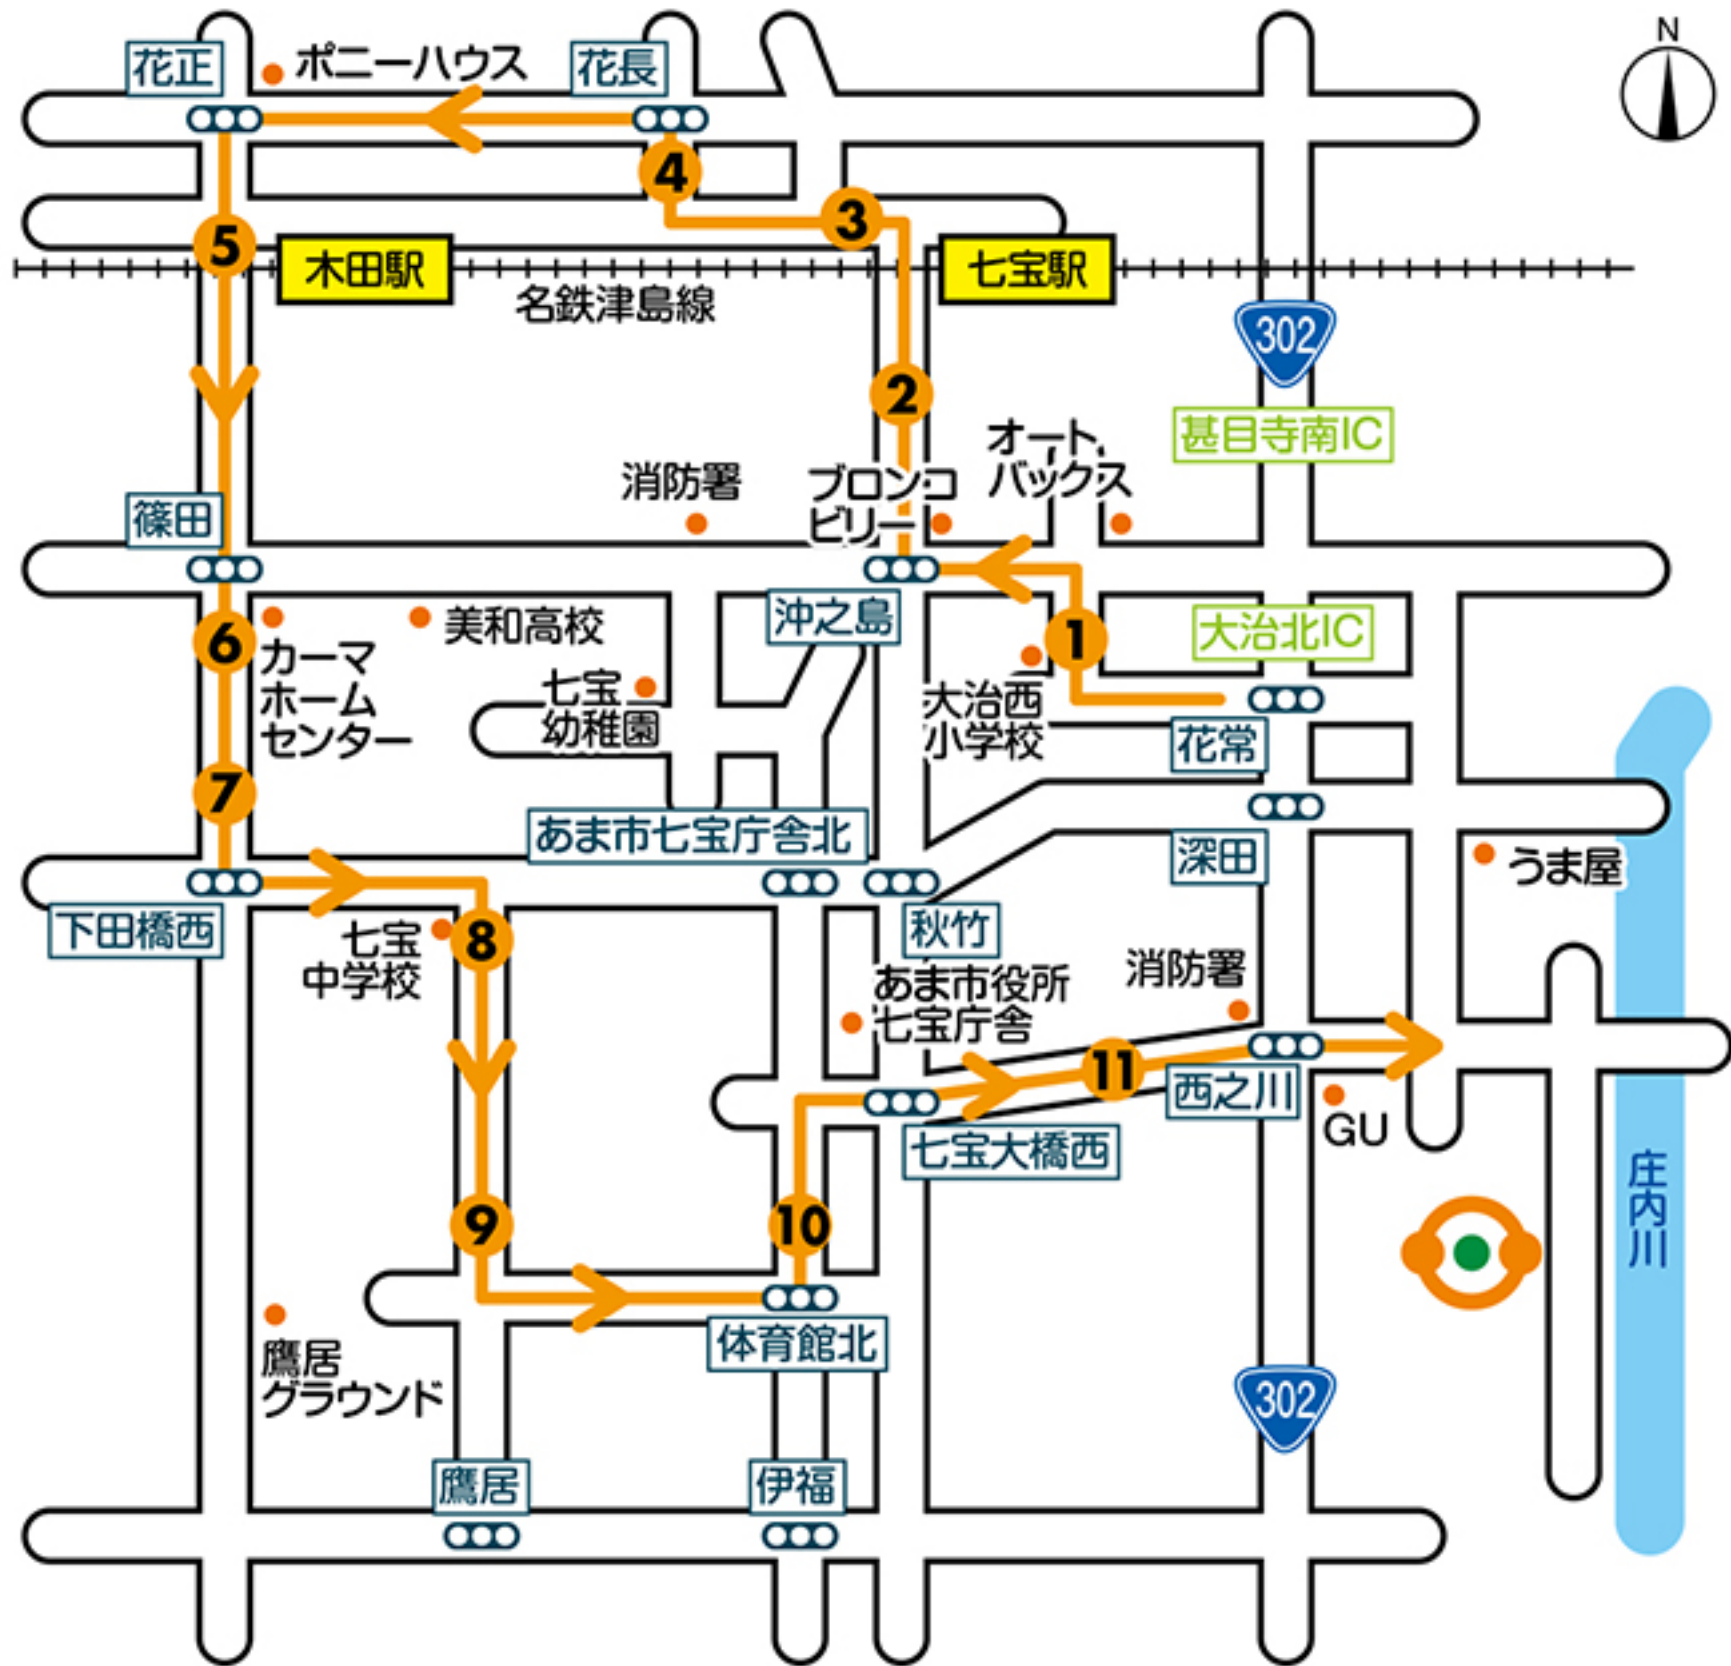 N
花正
ポニーハウス
花長
4
3
5
木田駅
七宝駅
名鉄津島線
302
2
甚目寺南IC
オート
バックス
消防署
ブロンコ
ビリー
篠田
沖之島
大治北IC
1
6
カーマ
ホーム
センター
美和高校
七宝
幼稚園
大治西
小学校
花常
7
あま市七宝庁舎北
深田
うま屋
下田橋西
七宝
中学校
8
秋竹
あま市役所
七宝庁舎
消防署
11
西之川
GU
七宝大橋西
庄内川
9
10
体育館北
鷹居
グラウンド
302
鷹居
伊福